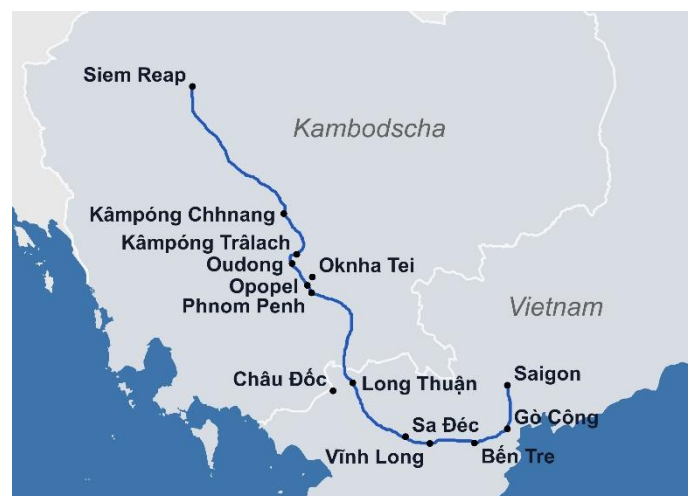 Siem Reap
Kambodscha
Kâmpóng Chhnang
Kâmpóng Trâlach
Oudong
Oknha Tei
Opopel
Phnom Penh
Vietnam
Châu Đốc
Long Thuận
Saigon
Sa Đéc
Gò Công
Vĩnh Long
Bến Tre